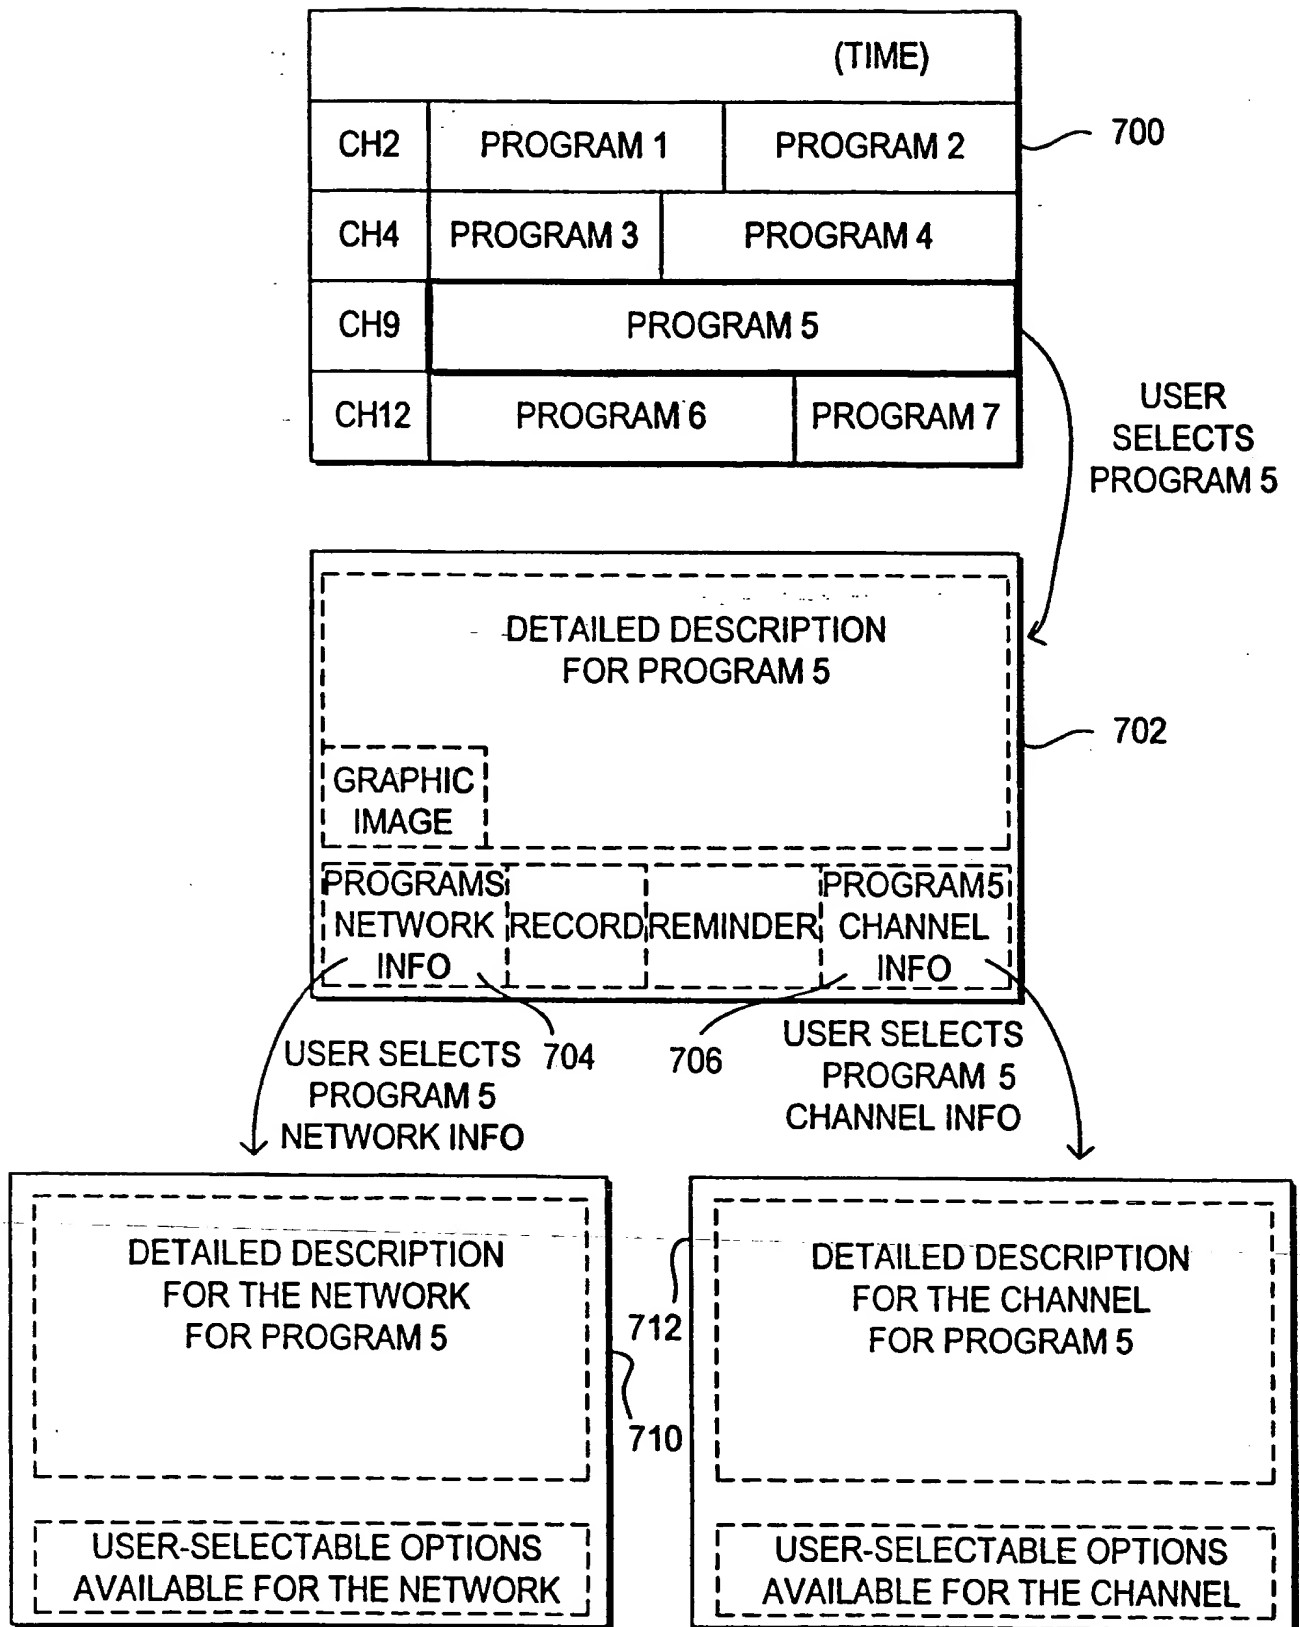 (TIME)
CH2 PROGRAM 1 PROGRAM 2
700
CH4 PROGRAM 3 PROGRAM 4
CH9 PROGRAM 5
CH12 PROGRAM 6 PROGRAM 7
USER
SELECTS
PROGRAM 5
DETAILED DESCRIPTION
FOR PROGRAM 5
702
GRAPHIC
IMAGE
PROGRAMS
NETWORK
INFO
RECORD
REMINDER
PROGRAM5
CHANNEL
INFO
704
706
USER SELECTS
PROGRAM 5
NETWORK INFO
USER SELECTS
PROGRAM 5
CHANNEL INFO
DETAILED DESCRIPTION
FOR THE NETWORK
FOR PROGRAM 5
710
USER-SELECTABLE OPTIONS
AVAILABLE FOR THE NETWORK
712
DETAILED DESCRIPTION
FOR THE CHANNEL
FOR PROGRAM 5
USER-SELECTABLE OPTIONS
AVAILABLE FOR THE CHANNEL